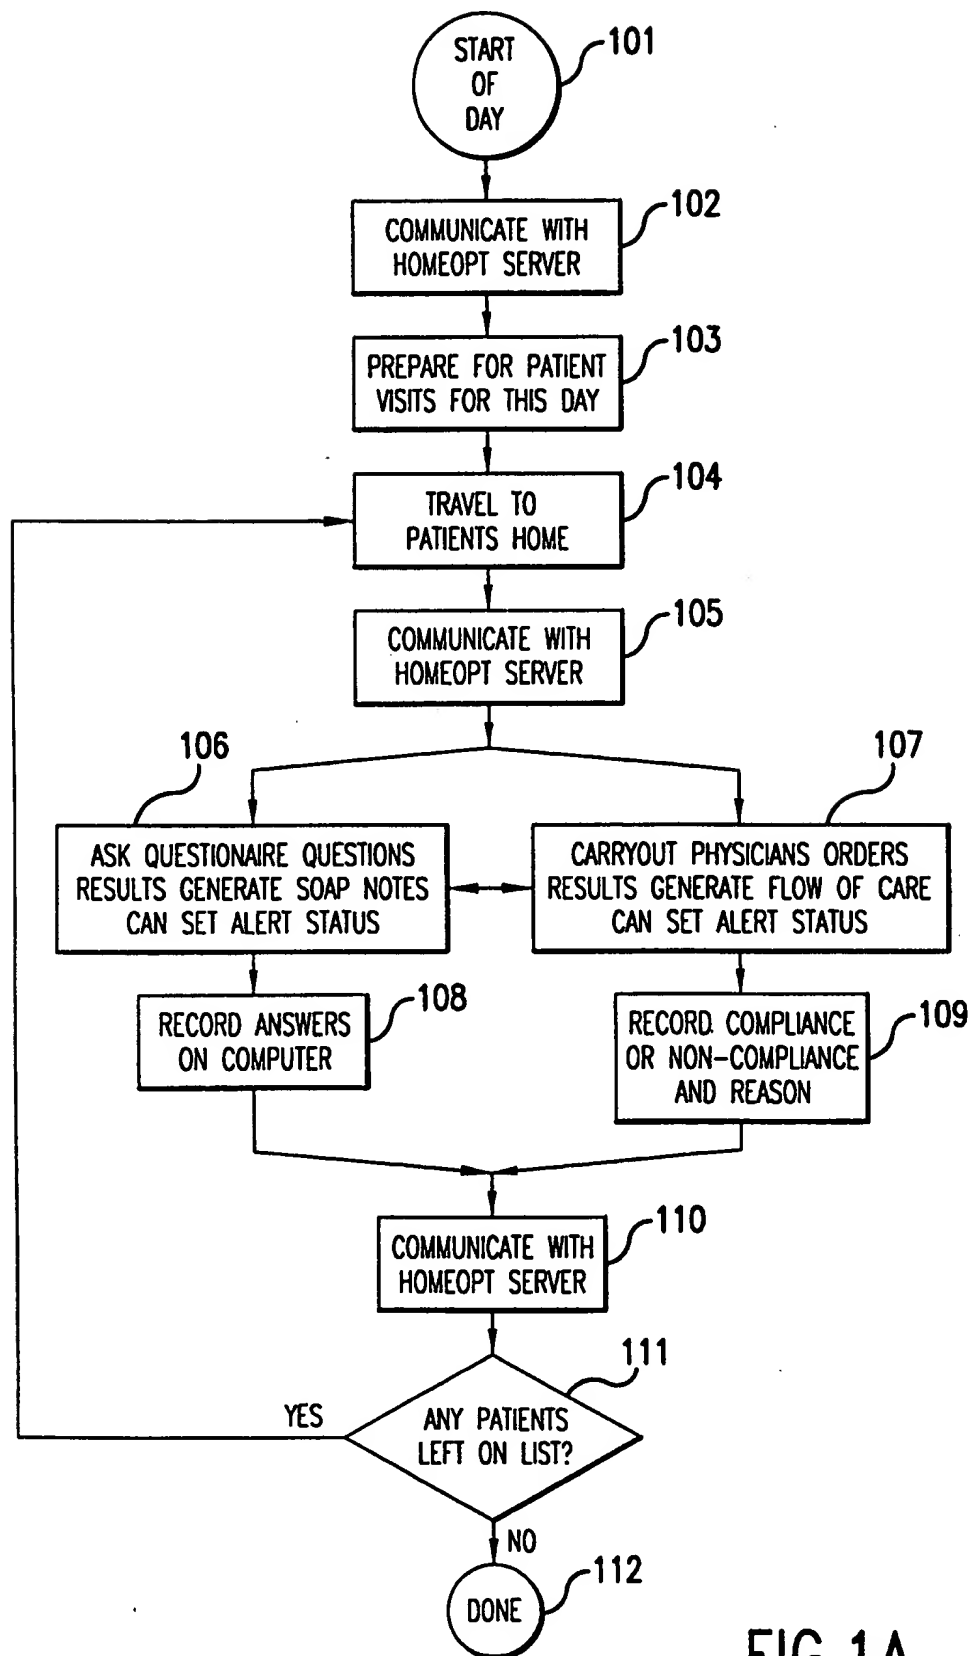 START
OF
DAY
101
COMMUNICATE WITH
HOMEOPT SERVER
102
PREPARE FOR PATIENT
VISITS FOR THIS DAY
103
TRAVEL TO
PATIENTS HOME
104
COMMUNICATE WITH
HOMEOPT SERVER
105
106
ASK QUESTIONAIRE QUESTIONS
RESULTS GENERATE SOAP NOTES
CAN SET ALERT STATUS
107
CARRYOUT PHYSICIANS ORDERS
RESULTS GENERATE FLOW OF CARE
CAN SET ALERT STATUS
RECORD ANSWERS
ON COMPUTER
108
RECORD COMPLIANCE
OR NON-COMPLIANCE
AND REASON
109
COMMUNICATE WITH
HOMEOPT SERVER
110
111
ANY PATIENTS
LEFT ON LIST?
YES
NO
DONE
112
FIG. 1A